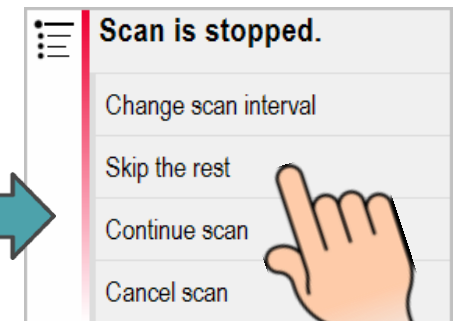 Scan is stopped.
Change scan interval
Skip the rest
Continue scan
Cancel scan